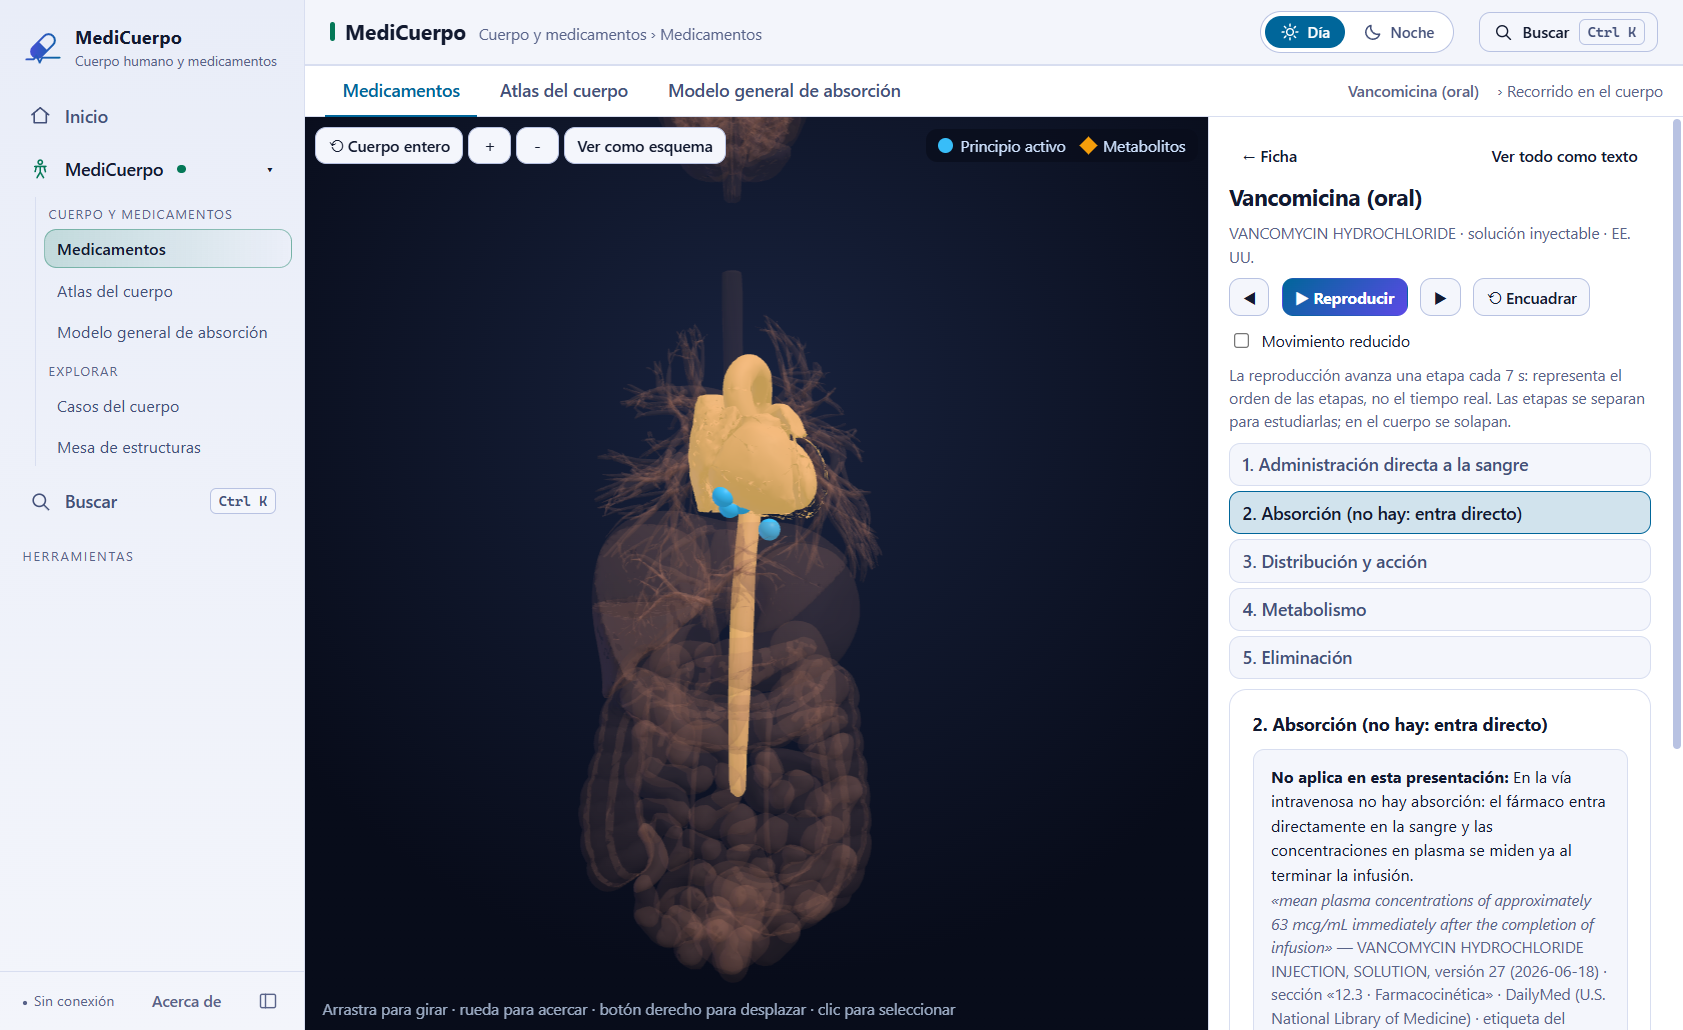 MediCuerpo
Cuerpo humano y medicamentos
Inicio
MediCuerpo
CUERPO Y MEDICAMENTOS
Medicamentos
Atlas del cuerpo
Modelo general de absorción
EXPLORAR
Casos del cuerpo
Mesa de estructuras
Buscar
Ctrl K
HERRAMIENTAS
Sin conexión
Acerca de
MediCuerpo
Cuerpo y medicamentos › Medicamentos
Día
Noche
Buscar
Ctrl K
Medicamentos
Atlas del cuerpo
Modelo general de absorción
Vancomicina (oral)
› Recorrido en el cuerpo
Cuerpo entero
+
-
Ver como esquema
Principio activo
Metabolitos
Arrastra para girar · rueda para acercar · botón derecho para desplazar · clic para seleccionar
← Ficha
Ver todo como texto
Vancomicina (oral)
VANCOMYCIN HYDROCHLORIDE · solución inyectable · EE.
UU.
Reproducir
Encuadrar
Movimiento reducido
La reproducción avanza una etapa cada 7 s: representa el
orden de las etapas, no el tiempo real. Las etapas se separan
para estudiarlas; en el cuerpo se solapan.
1. Administración directa a la sangre
2. Absorción (no hay: entra directo)
3. Distribución y acción
4. Metabolismo
5. Eliminación
2. Absorción (no hay: entra directo)
No aplica en esta presentación: En la vía
intravenosa no hay absorción: el fármaco entra
directamente en la sangre y las
concentraciones en plasma se miden ya al
terminar la infusión.
«mean plasma concentrations of approximately
63 mcg/mL immediately after the completion of
infusion» — VANCOMYCIN HYDROCHLORIDE
INJECTION, SOLUTION, versión 27 (2026-06-18) ·
sección «12.3 · Farmacocinética» · DailyMed (U.S.
National Library of Medicine) · etiqueta del